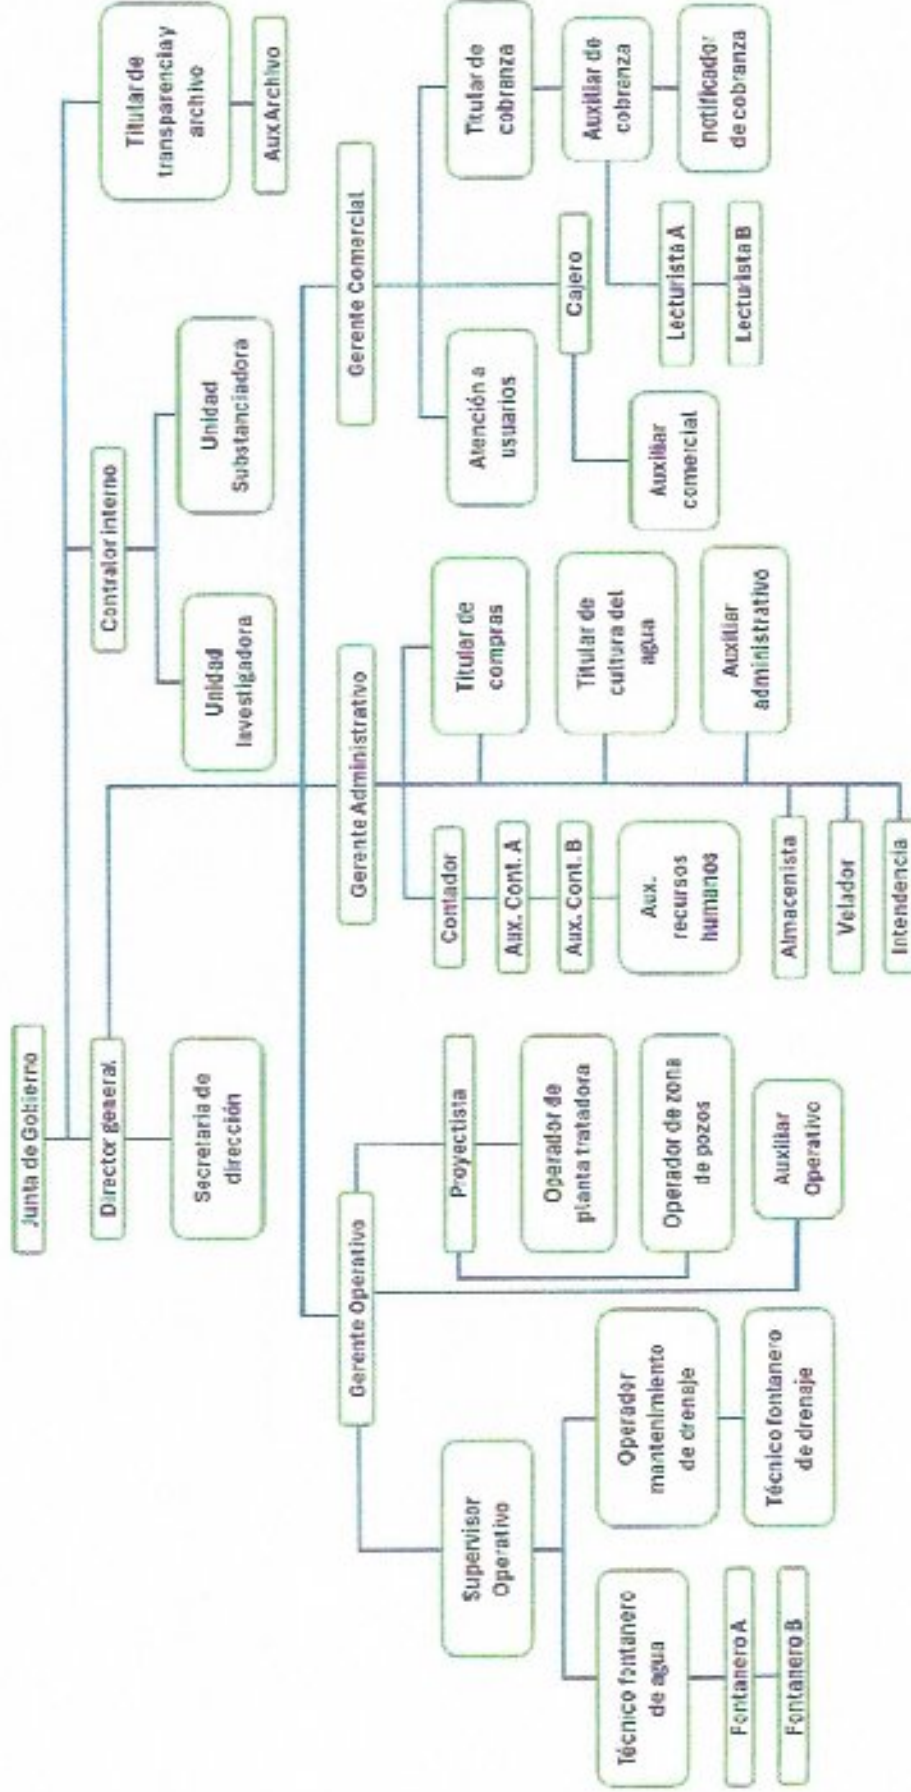 Junta de Gobierno
Director general
Secretaria de
dirección
Contralor interno
Unidad
Investigadora
Unidad
Substanciadora
Titular de
transparencia y
archivo
Aux Archivo
Gerente Operativo
Supervisor
Operativo
Técnico fontanero
de agua
Fontanero A
Fontanero B
Operador
mantenimiento
de drenaje
Técnico fontanero
de drenaje
Proyectista
Operador de
planta tratadora
Operador de zona
de pozos
Auxiliar
Operativo
Gerente Administrativo
Contador
Aux. Cont. A
Aux. Cont. B
Aux.
recursos
humanos
Titular de
compras
Titular de
cultura del
agua
Auxiliar
administrativo
Almacenista
Velador
Intendencia
Gerente Comercial
Atención a
usuarios
Cajero
Auxiliar
comercial
Titular de
cobranza
Auxiliar de
cobranza
notificador
de cobranza
Lecturista A
Lecturista B